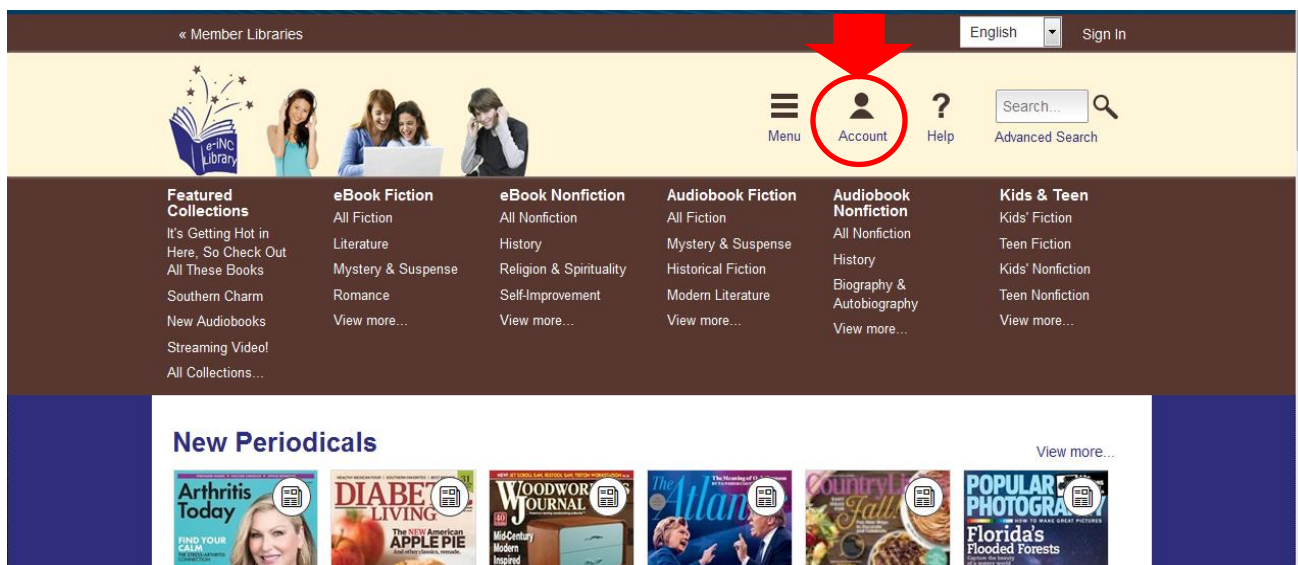 « Member Libraries
English
Sign In
e-iNC
Library
Menu
Account
?
Help
Search...
Advanced Search
Featured
Collections
It's Getting Hot in
Here, So Check Out
All These Books
Southern Charm
New Audiobooks
Streaming Video!
All Collections...
eBook Fiction
All Fiction
Literature
Mystery & Suspense
Romance
View more...
eBook Nonfiction
All Nonfiction
History
Religion & Spirituality
Self-Improvement
View more...
Audiobook Fiction
All Fiction
Mystery & Suspense
Historical Fiction
Modern Literature
View more...
Audiobook
Nonfiction
All Nonfiction
History
Biography &
Autobiography
View more...
Kids & Teen
Kids' Fiction
Teen Fiction
Kids' Nonfiction
Teen Nonfiction
View more...
New Periodicals
View more...
Arthritis
Today
FIND YOUR
CALM
LIVING
The NEW American
APPLE PIE
And other classics, remade.
40
Mid-Century
Modern
Inspired
The
Fall
POPULAR
HOW TO MAKE GREAT PICTURES
Florida's
Flooded Forests